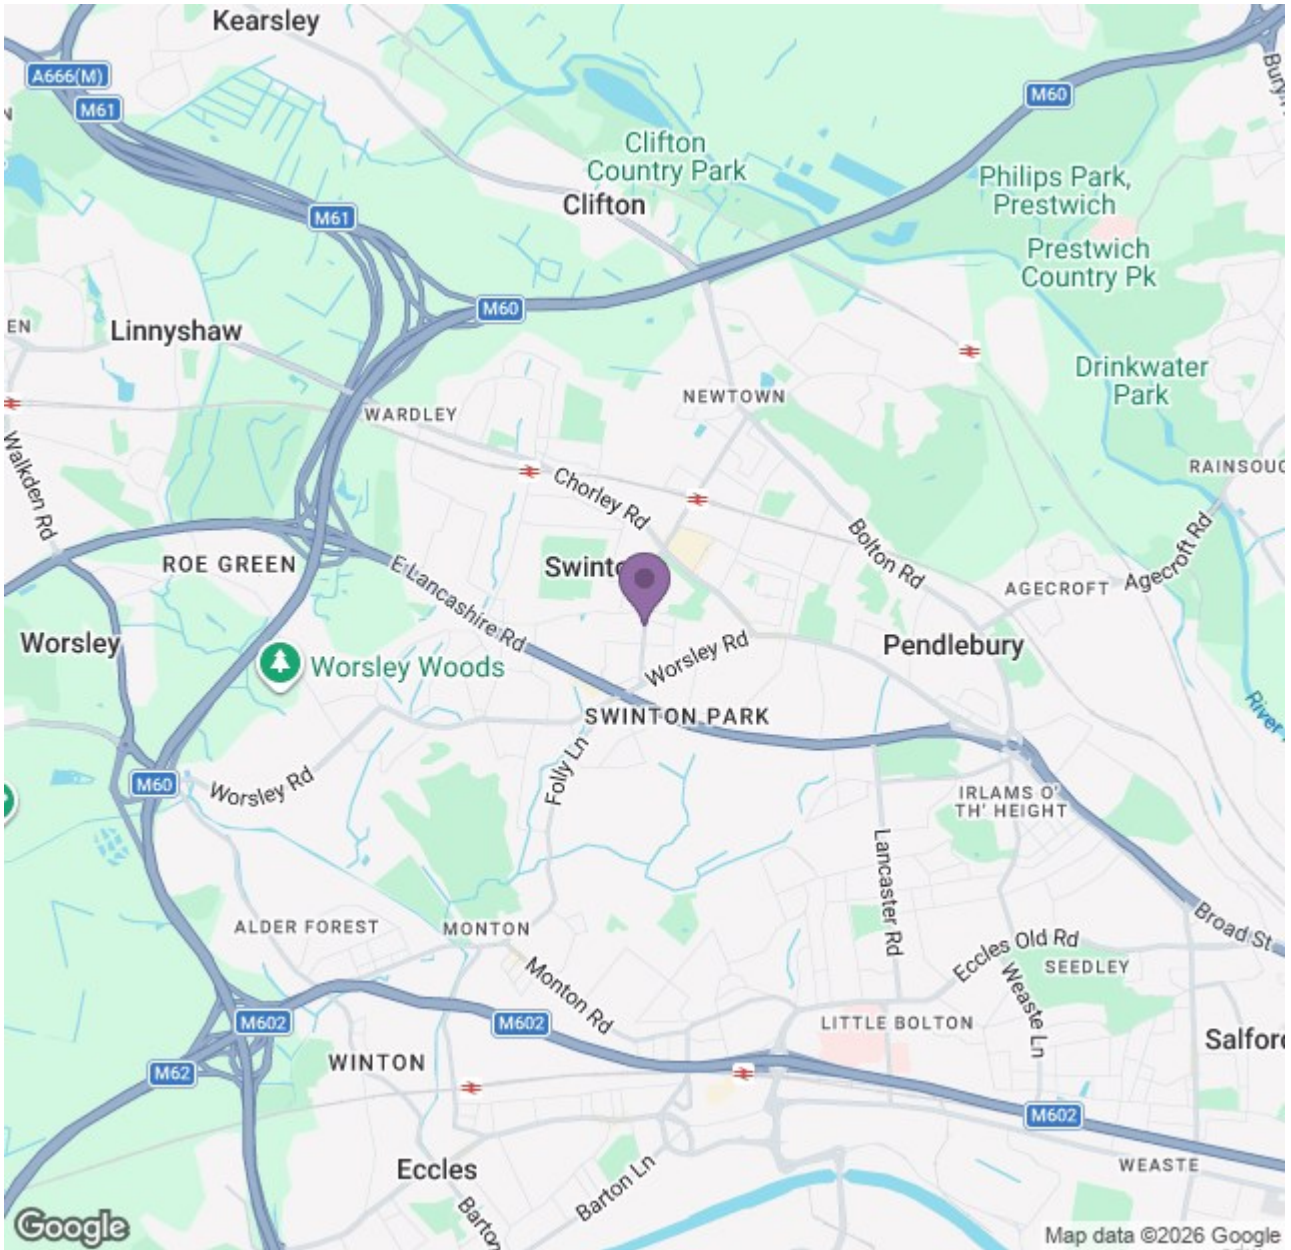 Kearsley
A666(M)
M61
M60
Clifton
Country Park
Philips Park,
Prestwich
Clifton
M61
Prestwich
Country Pk
M60
Linnyshaw
EN
Drinkwater
Park
NEWTOWN
WARDLEY
Walkden Rd
RAINSOUG
Chorley Rd
Bolton Rd
Agecroft Rd
ROE GREEN
E Lancashire Rd
Swinto
AGECROFT
Worsley
Worsley Woods
Worsley Rd
Pendlebury
SWINTON PARK
River
Folly Ln
M60
Worsley Rd
IRLAMS O'
TH' HEIGHT
Lancaster Rd
ALDER FOREST
MONTON
Broad St
Eccles Old Rd
SEEDLEY
Monton Rd
Weaste Ln
M602
M602
LITTLE BOLTON
Salford
WINTON
M62
M602
Eccles
WEASTE
Barton Ln
Barton
Google
Map data ©2026 Google